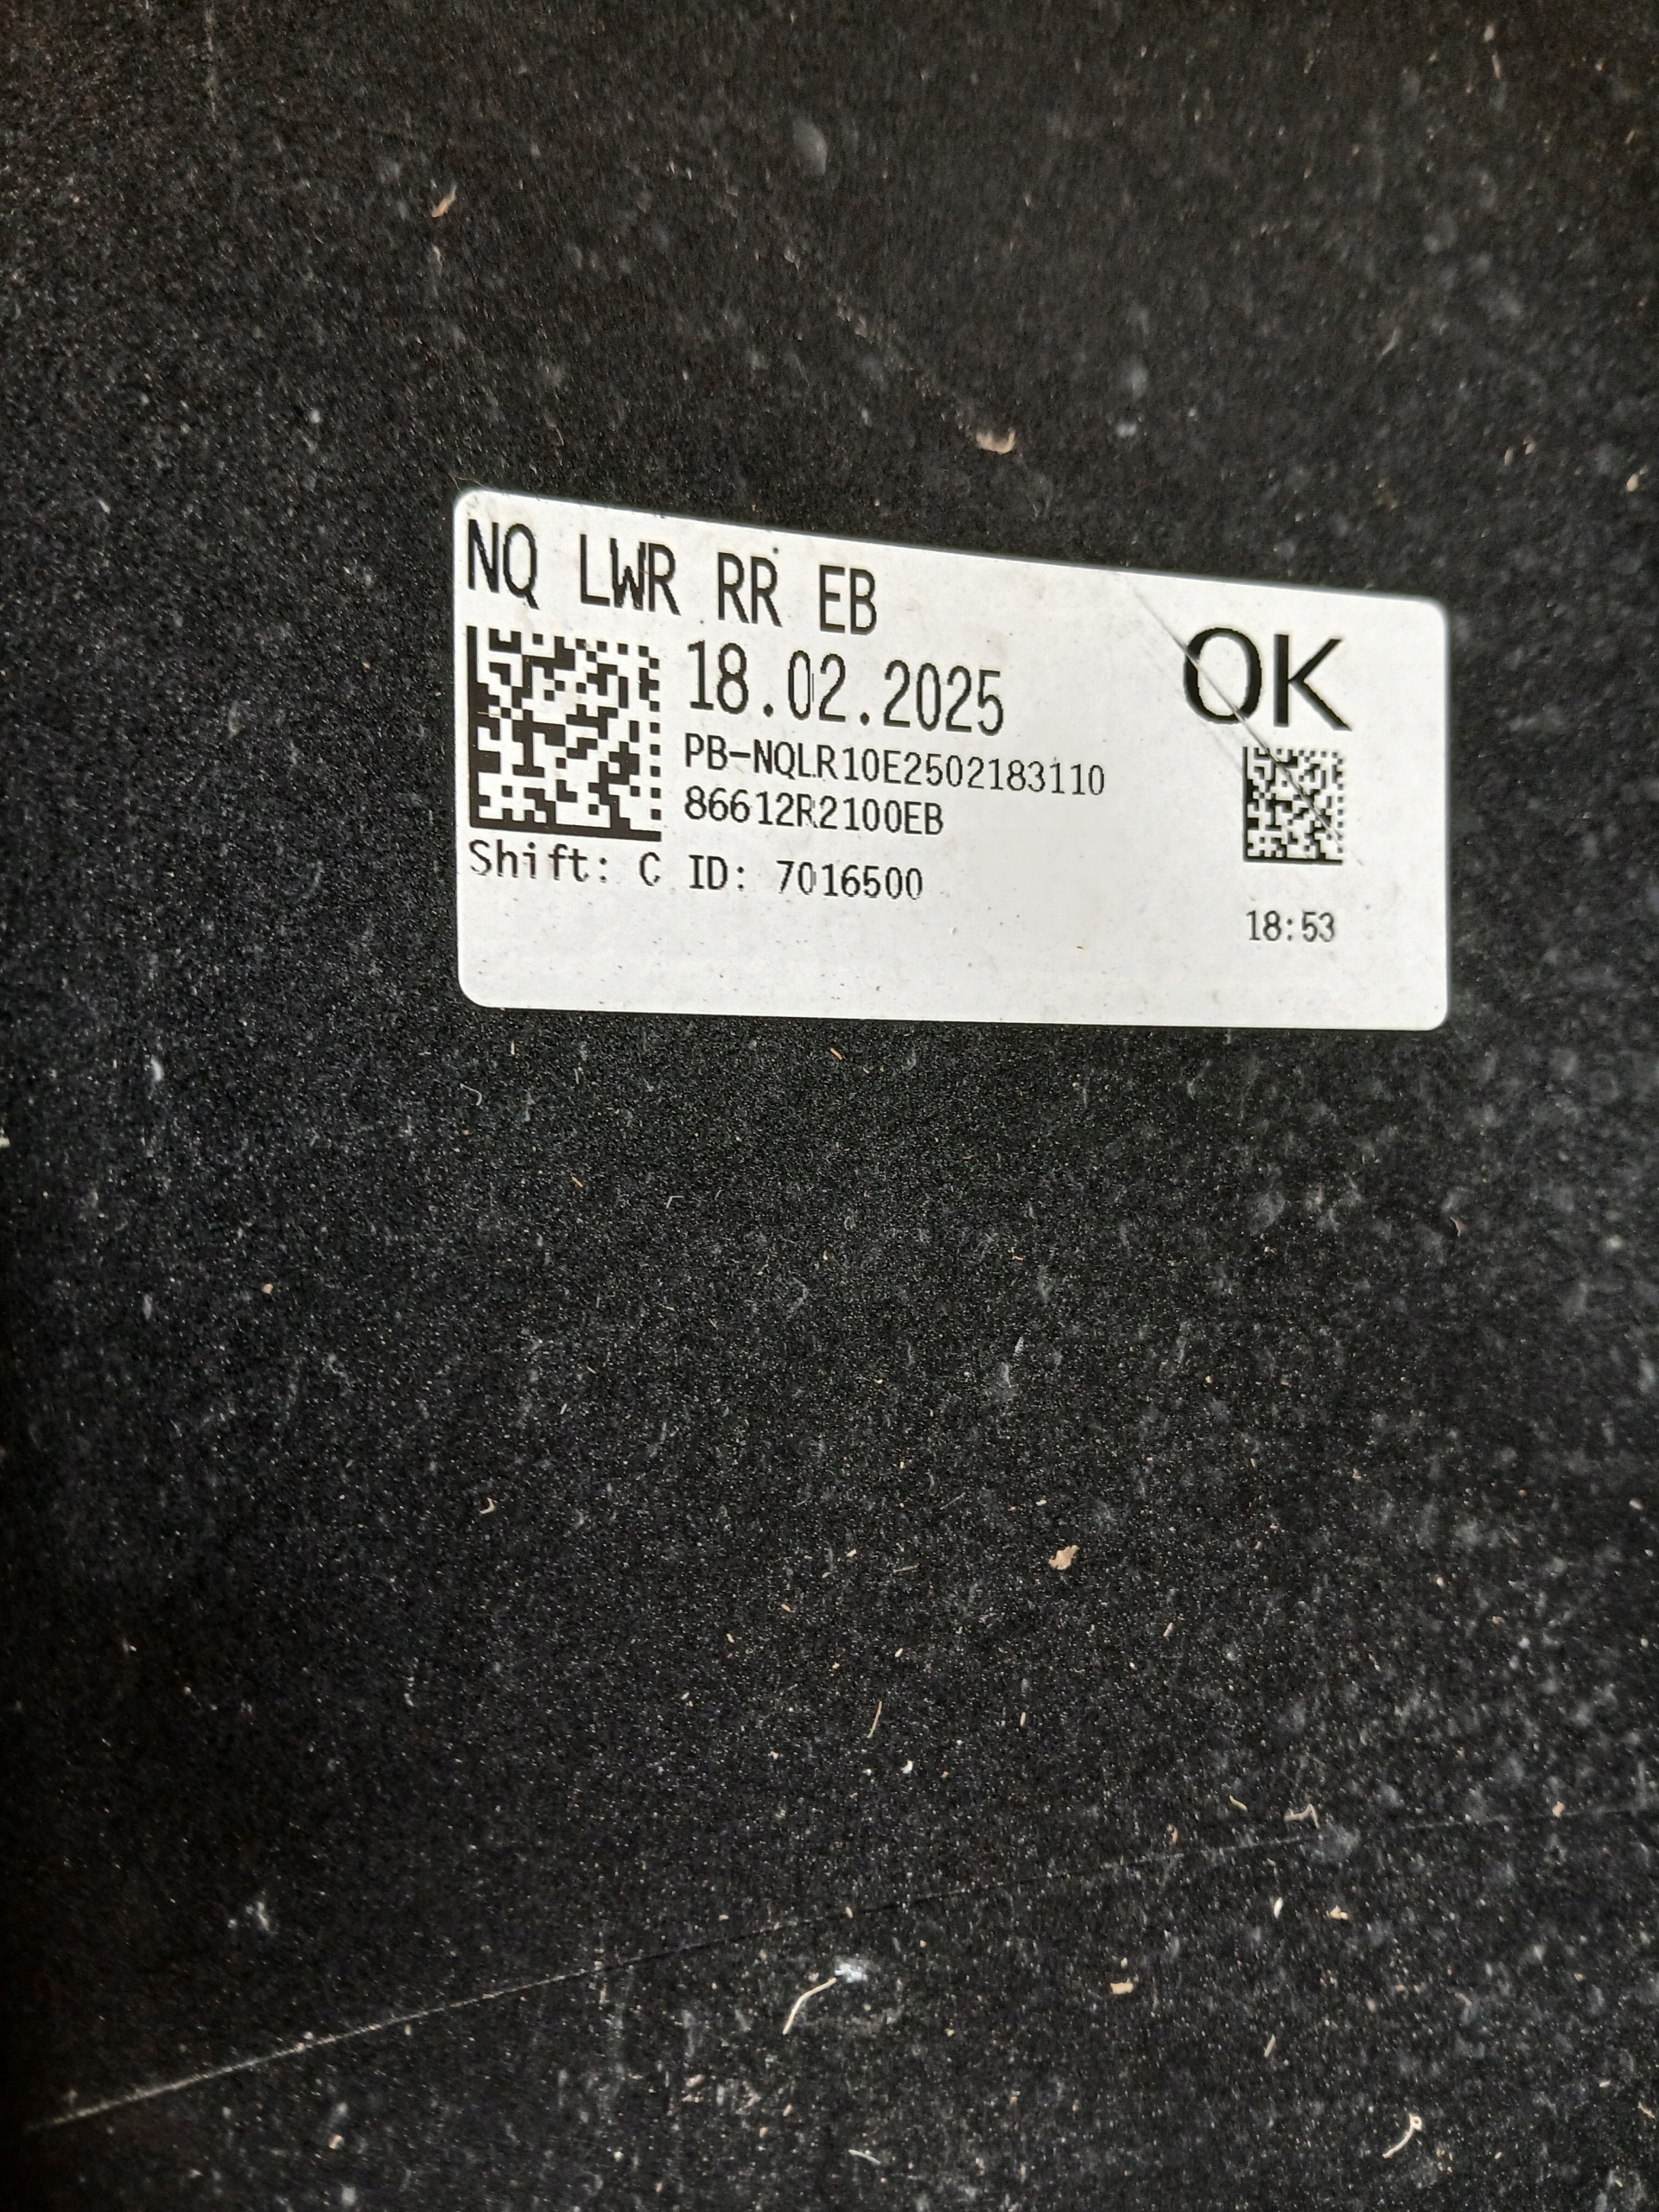 NQ LWR RR EB
OK
18.02.2025
PB-NQLR10E2502183110
86612R2100EB
Shift: C ID: 7016500
18:53